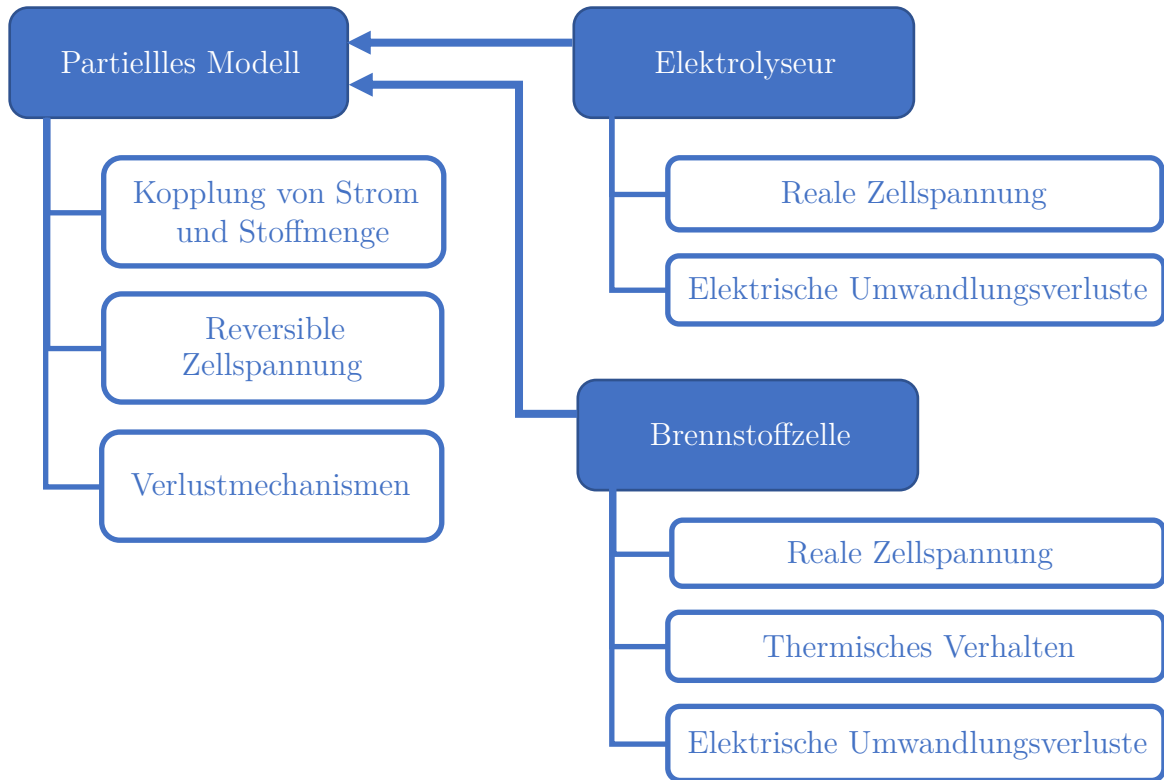 Partiellles Modell
Kopplung von Strom
und Stoffmenge
Reversible
Zellspannung
Verlustmechanismen
Elektrolyseur
Reale Zellspannung
Elektrische Umwandlungsverluste
Brennstoffzelle
Reale Zellspannung
Thermisches Verhalten
Elektrische Umwandlungsverluste